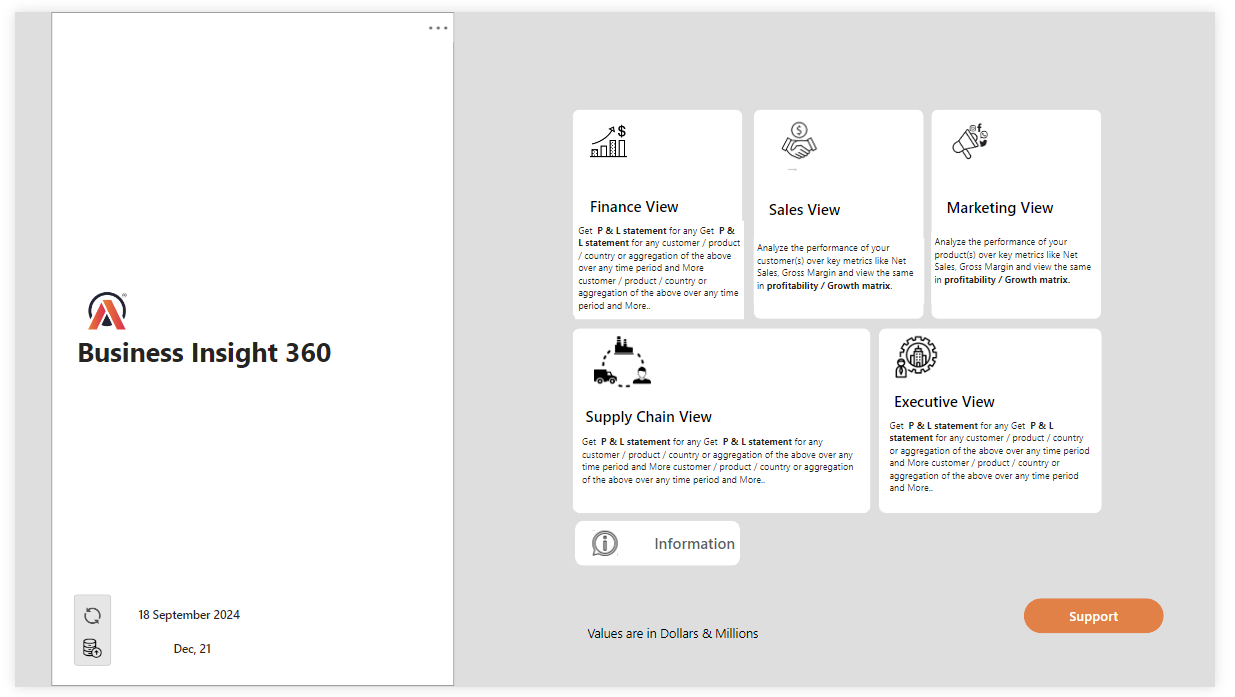 Business Insight 360
18 September 2024
Dec, 21
Finance View
Get P & L statement for any Get P &
L statement for any customer / product
/ country or aggregation of the above
over any time period and More
customer / product / country or
aggregation of the above over any time
period and More..
Sales View
Analyze the performance of your
customer(s) over key metrics like Net
Sales, Gross Margin and view the same
in profitability / Growth matrix.
Marketing View
Analyze the performance of your
product(s) over key metrics like Net
Sales, Gross Margin and view the same
in profitability / Growth matrix.
Supply Chain View
Get P & L statement for any Get P & L statement for any
customer / product / country or aggregation of the above over any
time period and More customer / product / country or aggregation
of the above over any time period and More..
Executive View
Get P & L statement for any Get P & L
statement for any customer / product / country
or aggregation of the above over any time period
and More customer / product / country or
aggregation of the above over any time period
and More..
Information
Values are in Dollars & Millions
Support